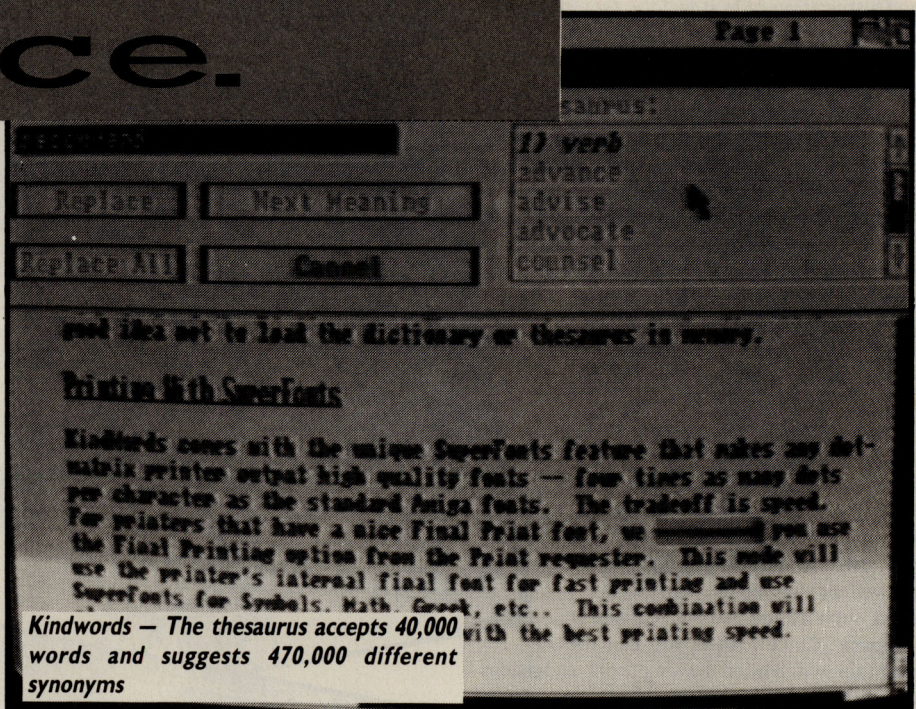 ce.
Page 1
saurus:
recommend
1) verb
advance
Replace
Next Meaning
advise
advocate
Replace All
Cancel
counsel
good idea not to load the dictionary or thesaurus in memory.
Printing With SuperFonts
KindWords comes with the unique SuperFonts feature that makes any dot-
matrix printer output high quality fonts — four times as many dots
per character as the standard Amiga fonts. The tradeoff is speed.
For printers that have a nice Final Print font, we you use
the Final Printing option from the Print requester. This mode will
use the printer's internal final font for fast printing and use
SuperFonts for Symbols, Math, Greek, etc.. This combination will
with the best printing speed.
Kindwords — The thesaurus accepts 40,000
words and suggests 470,000 different
synonyms